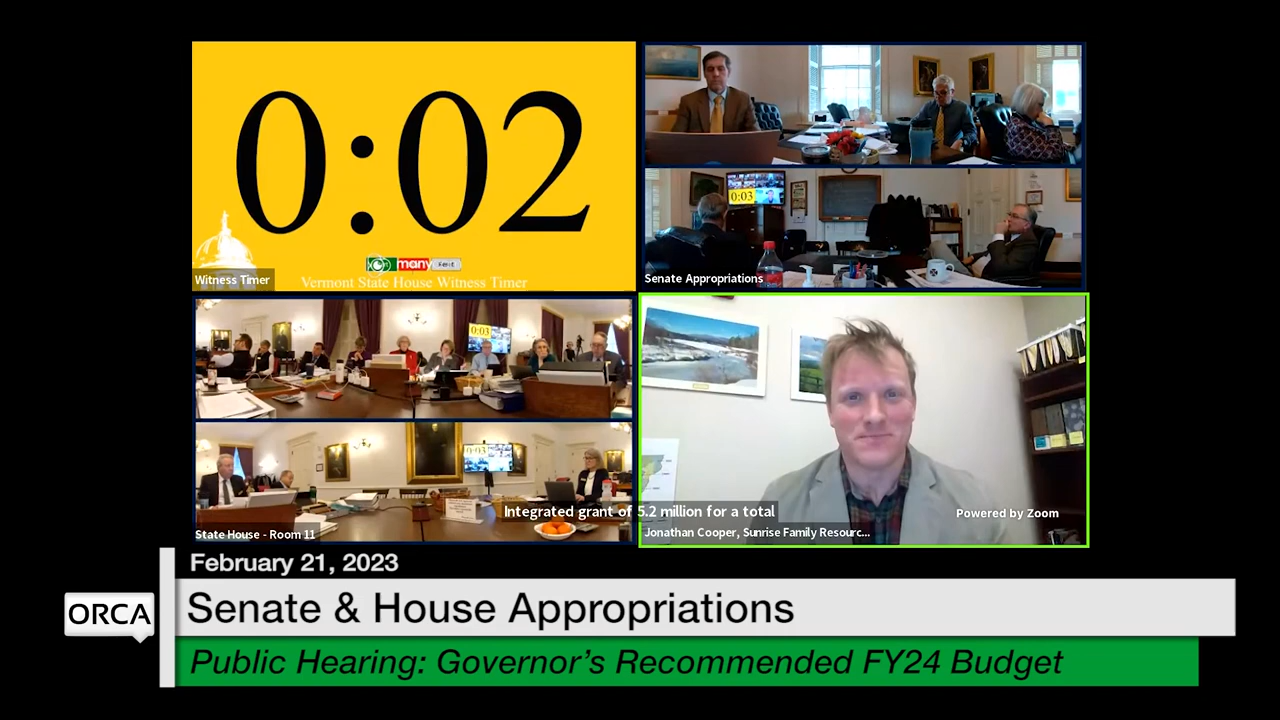 0:02
many
Vermont State House Witness Timer
Witness Timer
0:03
Senate Appropriations
0:03
0:03
State House - Room 11
Integrated grant of 5.2 million for a total
Powered by Zoom
Jonathan Cooper, Sunrise Family Resourc...
February 21, 2023
ORCA
Senate & House Appropriations
Public Hearing: Governor's Recommended FY24 Budget